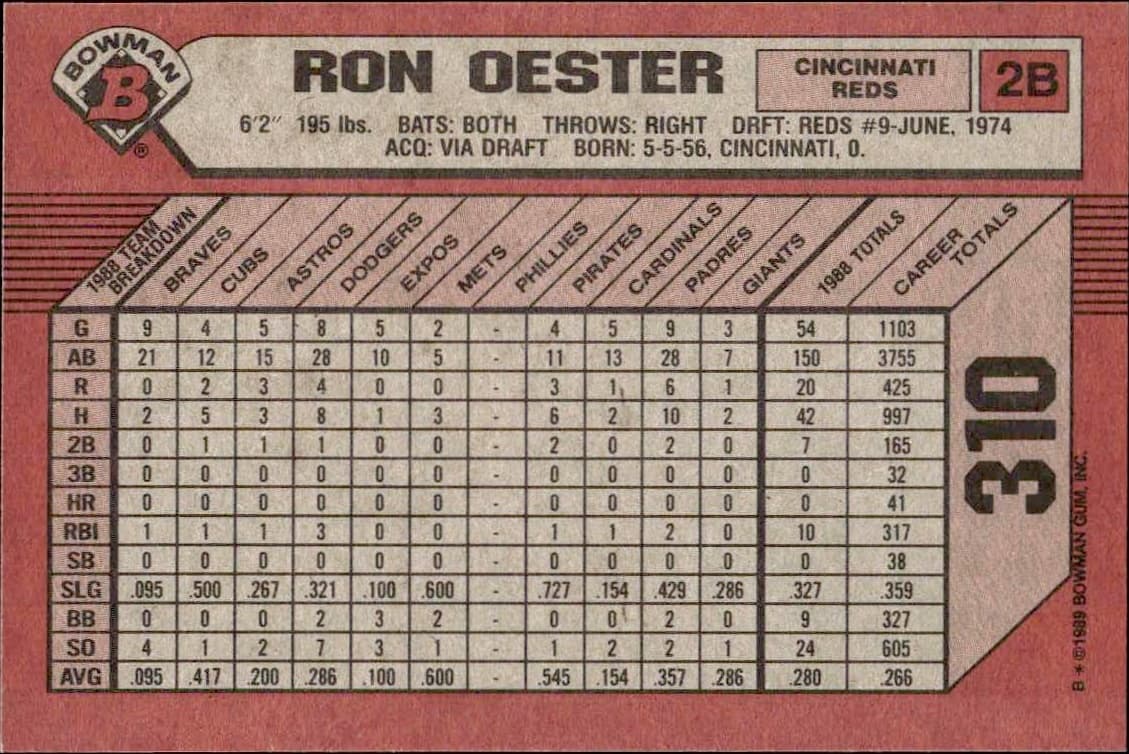 BOWMAN
B
®
RON OESTER
CINCINNATI
REDS
2B
6'2" 195 lbs. BATS: BOTH THROWS: RIGHT DRFT: REDS #9-JUNE, 1974
ACQ: VIA DRAFT BORN: 5-5-56, CINCINNATI, O.
1988 TEAM BREAKDOWN BRAVES CUBS ASTROS DODGERS EXPOS METS PHILLIES PIRATES CARDINALS PADRES GIANTS 1988 TOTALS CAREER TOTALS
G 9 4 5 8 5 2 - 4 5 9 3 54 1103
AB 21 12 15 28 10 5 - 11 13 28 7 150 3755
R 0 2 3 4 0 0 - 3 1 6 1 20 425
H 2 5 3 8 1 3 - 6 2 10 2 42 997
2B 0 1 1 1 0 0 - 2 0 2 0 7 165
3B 0 0 0 0 0 0 - 0 0 0 0 0 32
HR 0 0 0 0 0 0 - 0 0 0 0 0 41
RBI 1 1 1 3 0 0 - 1 1 2 0 10 317
SB 0 0 0 0 0 0 - 0 0 0 0 0 38
SLG .095 .500 .267 .321 .100 .600 - .727 .154 .429 .286 .327 .359
BB 0 0 0 2 3 2 - 0 0 2 0 9 327
SO 4 1 2 7 3 1 - 1 2 2 1 24 605
AVG .095 .417 .200 .286 .100 .600 - .545 .154 .357 .286 .280 .266
310
B * ©1989 BOWMAN GUM, INC.